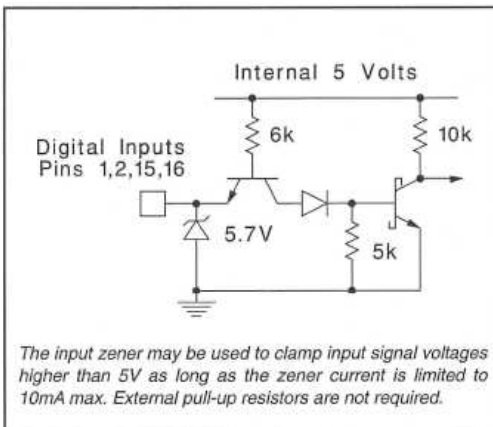 Internal 5 Volts
6k
10k
Digital Inputs
Pins 1,2,15,16
5.7V
5k
The input zener may be used to clamp input signal voltages
higher than 5V as long as the zener current is limited to
10mA max. External pull-up resistors are not required.